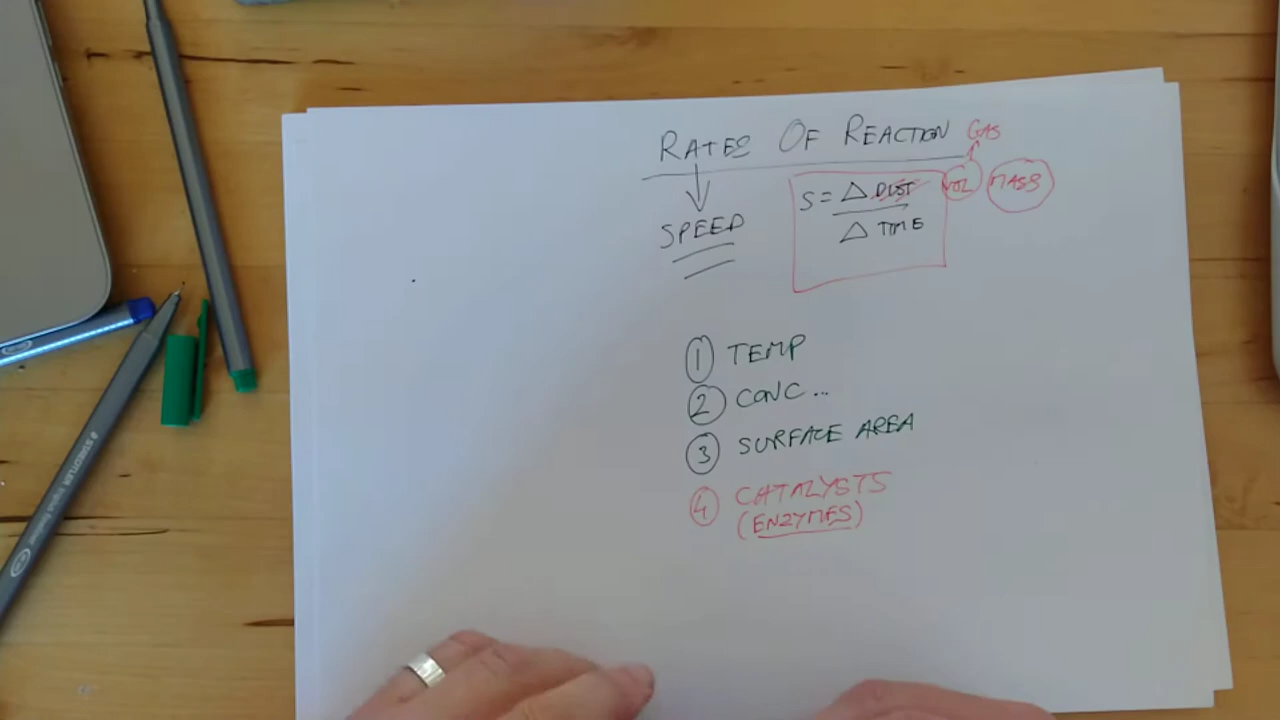 RATES OF REACTION
GAS
S = Δ DIST
Δ TIME
VOL
MASS
SPEED
1 TEMP
2 CONC...
3 SURFACE AREA
4 CATALYSTS
(ENZYMES)
STAEDTLER